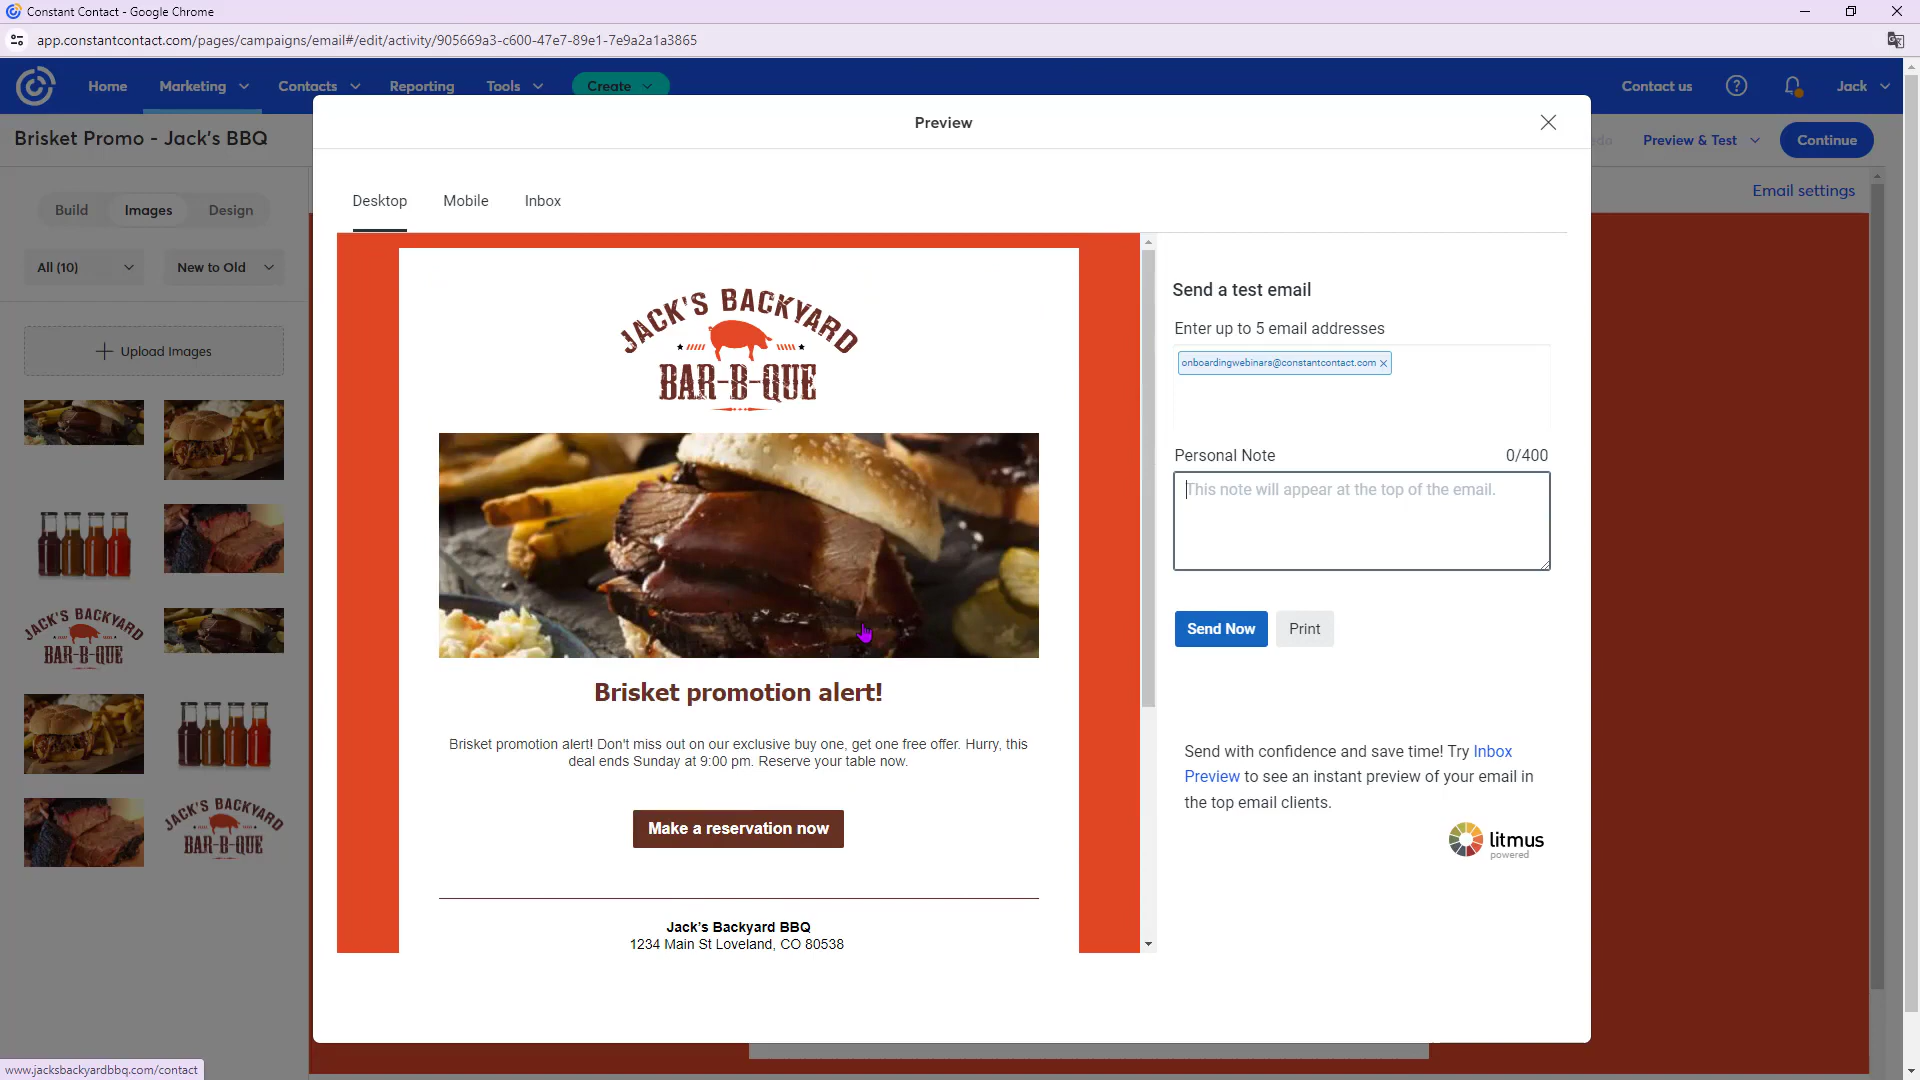 Constant Contact - Google Chrome
app.constantcontact.com/pages/campaigns/email#/edit/activity/905669a3-c600-47e7-89e1-7e9a2a1a3865
Home
Marketing
Contacts
Reporting
Tools
Create
Contact us
Jack
Brisket Promo - Jack's BBQ
Preview & Test
Continue
Email settings
Build
Images
Design
All (10)
New to Old
Upload Images
JACK'S BACKYARD
BAR-B-QUE
JACK'S BACKYARD
BAR-B-QUE
Preview
Desktop
Mobile
Inbox
JACK'S BACKYARD
BAR-B-QUE
Brisket promotion alert!
Brisket promotion alert! Don't miss out on our exclusive buy one, get one free offer. Hurry, this
deal ends Sunday at 9:00 pm. Reserve your table now.
Make a reservation now
Jack's Backyard BBQ
1234 Main St Loveland, CO 80538
Send a test email
Enter up to 5 email addresses
onboardingwebinars@constantcontact.com
Personal Note
0/400
This note will appear at the top of the email.
Send Now
Print
Send with confidence and save time! Try Inbox
Preview to see an instant preview of your email in
the top email clients.
litmus
powered
www.jacksbackyardbbq.com/contact